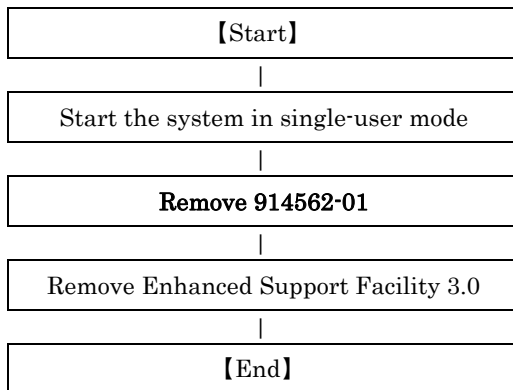 【Start】
|
Start the system in single-user mode
|
Remove 914562-01
|
Remove Enhanced Support Facility 3.0
|
【End】